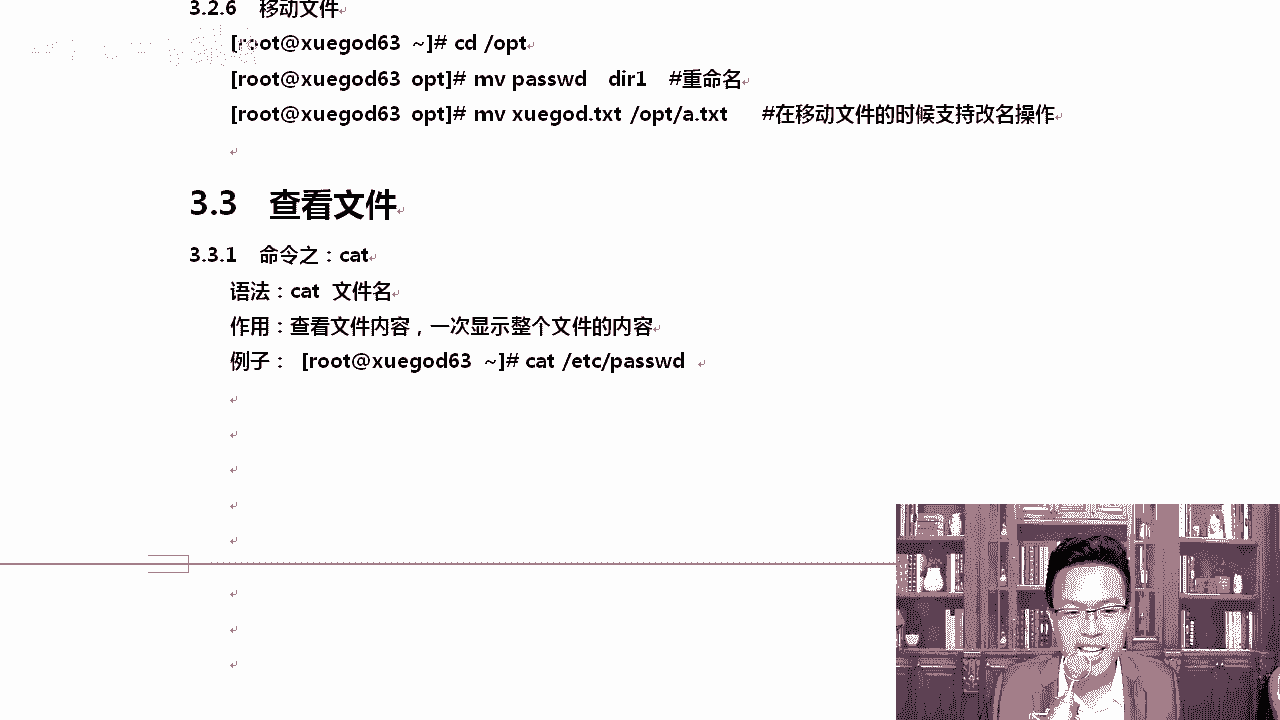 3.2.6 移动文件
[root@xuegod63 ~]# cd /opt
[root@xuegod63 opt]# mv passwd dir1 #重命名
[root@xuegod63 opt]# mv xuegod.txt /opt/a.txt #在移动文件的时候支持改名操作
3.3 查看文件
3.3.1 命令之：cat
语法：cat 文件名
作用：查看文件内容，一次显示整个文件的内容
例子： [root@xuegod63 ~]# cat /etc/passwd